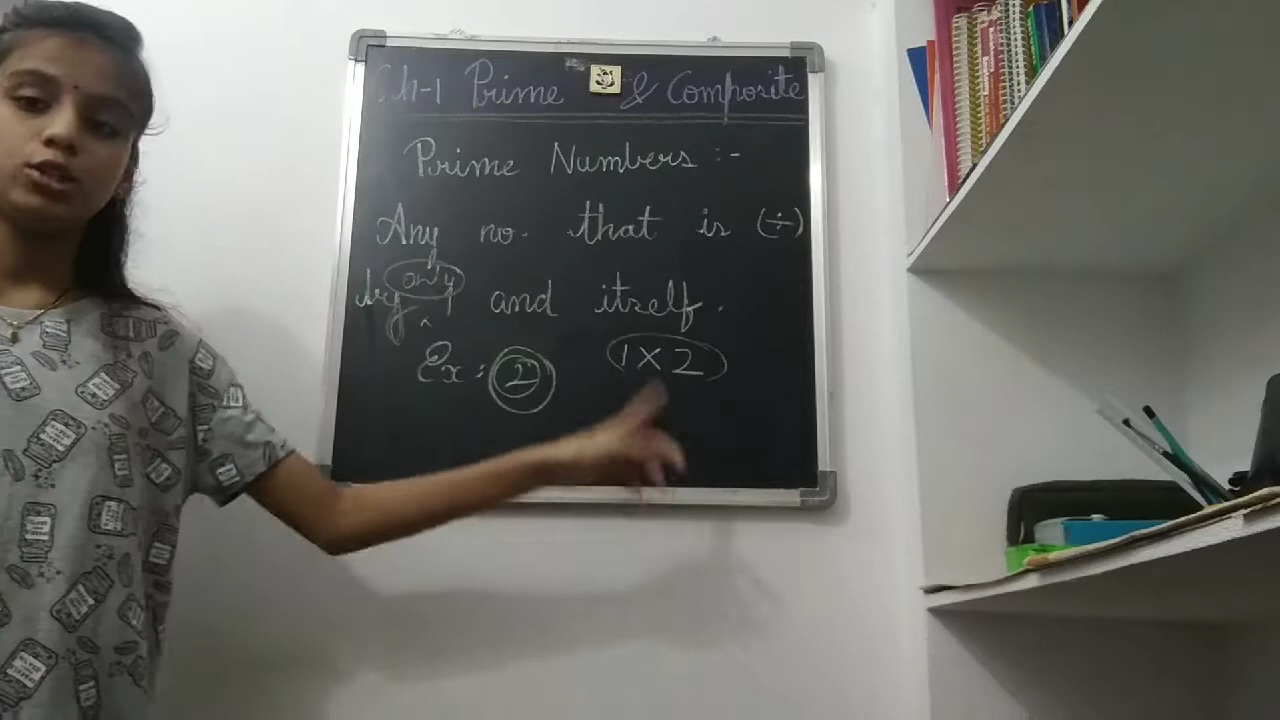 Ch-1 Prime & Composite
Prime Numbers :-
Any no. that is (÷)
only
by ^ 1 and itself.
Ex: 2 1×2